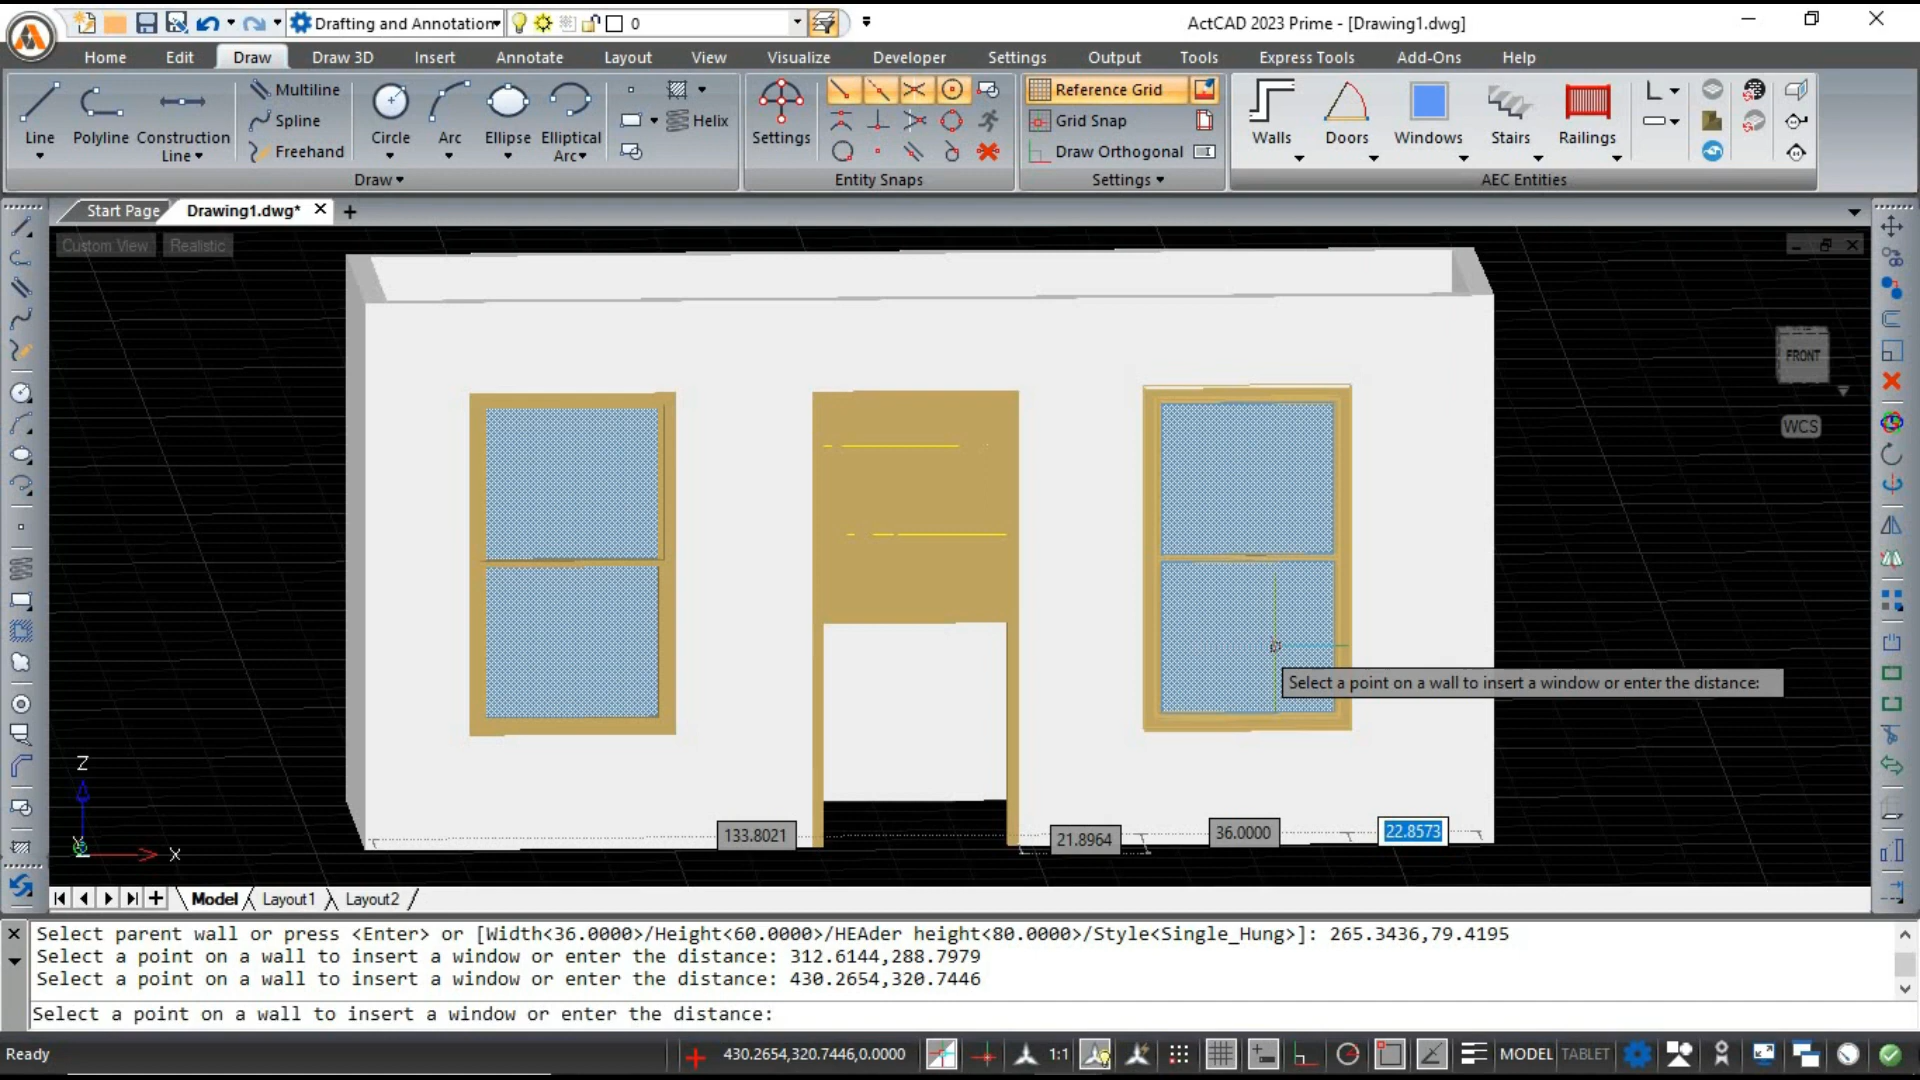 Drafting and Annotation
0
ActCAD 2023 Prime - [Drawing1.dwg]
Home Edit Draw Draw 3D Insert Annotate Layout View Visualize Developer Settings Output Tools Express Tools Add-Ons Help
Line
Polyline
Construction
Line
Multiline
Spline
Freehand
Circle
Arc
Ellipse
Elliptical
Arc
Helix
Draw
Settings
Entity Snaps
Reference Grid
Grid Snap
Draw Orthogonal
Settings
Walls
Doors
Windows
Stairs
Railings
AEC Entities
Start Page
Drawing1.dwg*
Custom View Realistic
FRONT
WCS
Select a point on a wall to insert a window or enter the distance:
Z
Y
X
133.8021
21.8964
36.0000
22.8573
Model Layout1 Layout2
Select parent wall or press <Enter> or [Width<36.0000>/Height<60.0000>/HEAder height<80.0000>/Style<Single_Hung>]: 265.3436,79.4195
Select a point on a wall to insert a window or enter the distance: 312.6144,288.7979
Select a point on a wall to insert a window or enter the distance: 430.2654,320.7446
Select a point on a wall to insert a window or enter the distance:
Ready
430.2654,320.7446,0.0000
1:1
MODEL TABLET